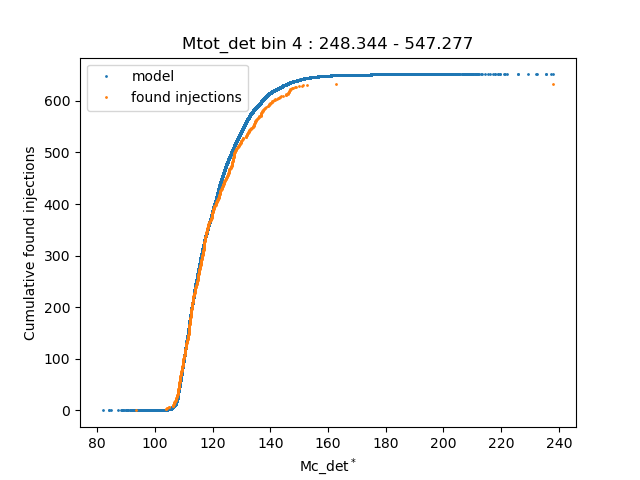 Mtot_det bin 4 : 248.344 - 547.277
model
found injections
Cumulative found injections
600
500
400
300
200
100
0
80 100 120 140 160 180 200 220 240
Mc_det*